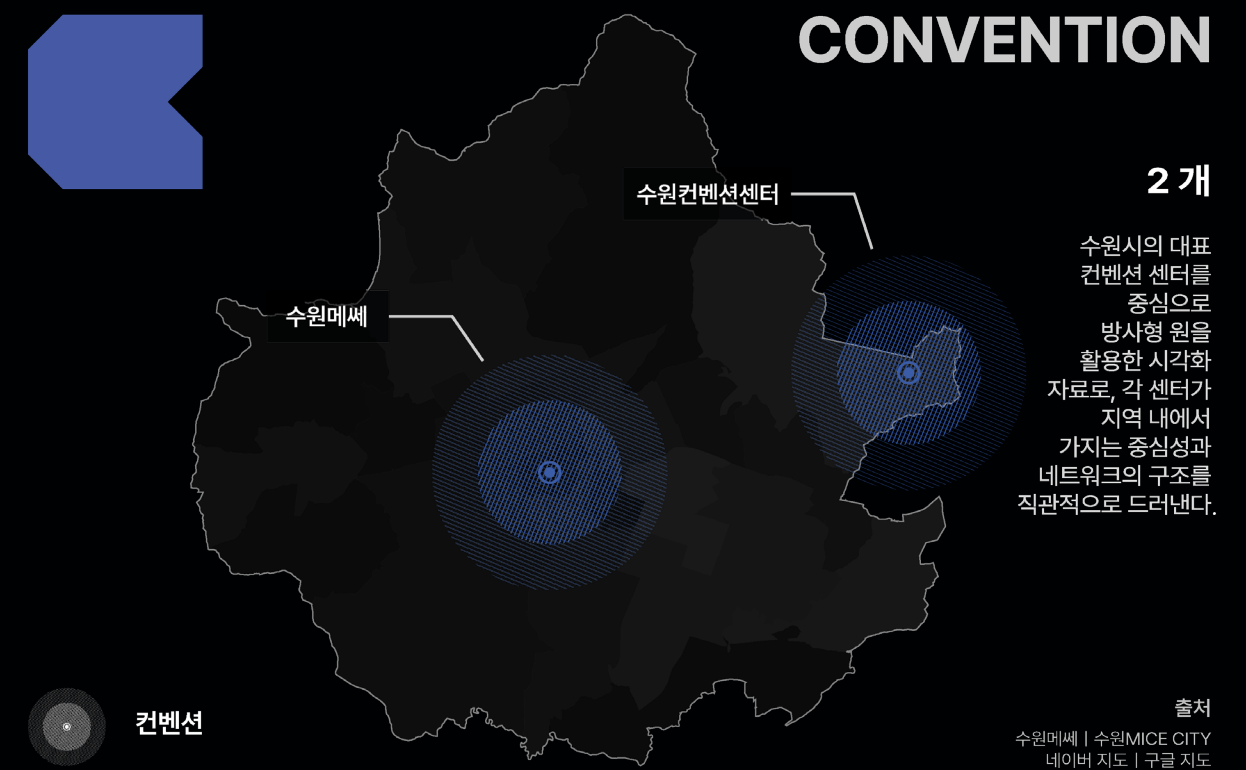 CONVENTION
2 개
수원시의 대표
컨벤션 센터를
중심으로
방사형 원을
활용한 시각화
자료로, 각 센터가
지역 내에서
가지는 중심성과
네트워크의 구조를
직관적으로 드러낸다.
수원컨벤션센터
수원메쎄
컨벤션
출처
수원메쎄 | 수원MICE CITY
네이버 지도 | 구글 지도